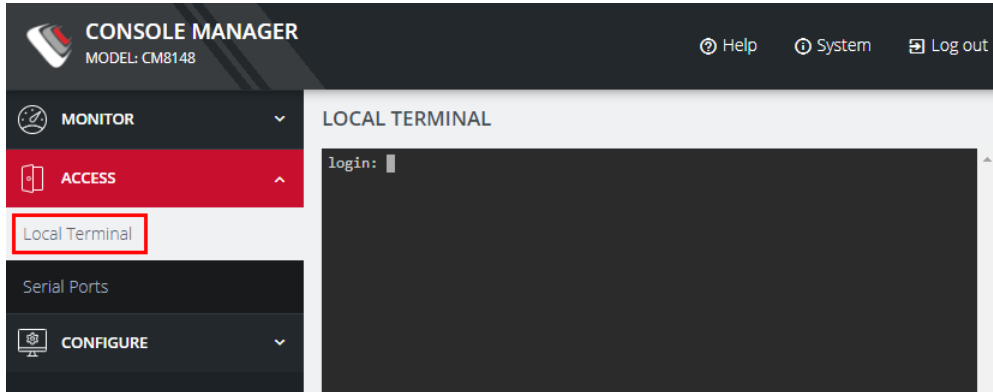 CONSOLE MANAGER
MODEL: CM8148
Help
System
Log out
MONITOR
LOCAL TERMINAL
login:
ACCESS
Local Terminal
Serial Ports
CONFIGURE